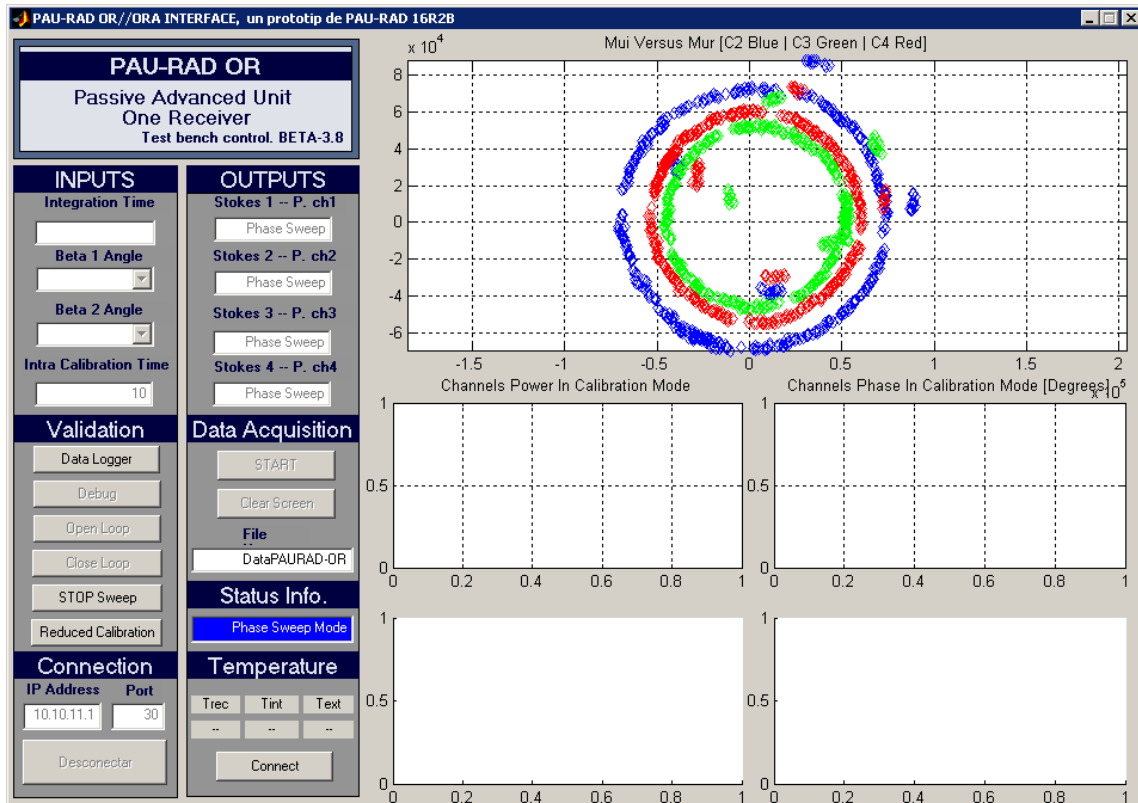 PAU-RAD OR//ORA INTERFACE, un prototip de PAU-RAD 16R2B
PAU-RAD OR
Passive Advanced Unit
One Receiver
Test bench control. BETA-3.8
INPUTS
Integration Time
Beta 1 Angle
Beta 2 Angle
Intra Calibration Time
10
OUTPUTS
Stokes 1 -- P. ch1
Phase Sweep
Stokes 2 -- P. ch2
Phase Sweep
Stokes 3 -- P. ch3
Phase Sweep
Stokes 4 -- P. ch4
Phase Sweep
Validation
Data Logger
Debug
Open Loop
Close Loop
STOP Sweep
Reduced Calibration
Data Acquisition
START
Clear Screen
File
DataPAURAD-OR
Status Info.
Phase Sweep Mode
Connection
IP Address Port
10.10.11.1 30
Desconectar
Temperature
Trec Tint Text
-- -- --
Connect
Mui Versus Mur [C2 Blue | C3 Green | C4 Red]
x 10^4
8
6
4
2
0
-2
-4
-6
-1.5 -1 -0.5 0 0.5 1 1.5 2
x 10^5
Channels Power In Calibration Mode
1
0.5
0
0 0.2 0.4 0.6 0.8 1
Channels Phase In Calibration Mode [Degrees]
1
0.5
0
0 0.2 0.4 0.6 0.8 1
1
0.5
0
0 0.2 0.4 0.6 0.8 1
1
0.5
0
0 0.2 0.4 0.6 0.8 1